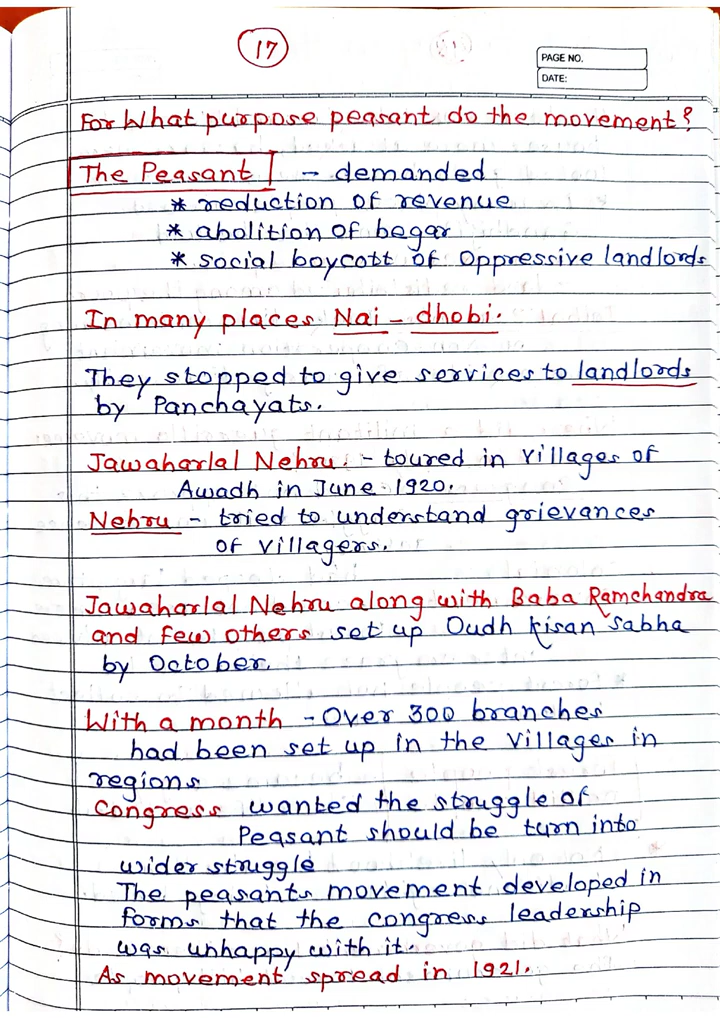 17
PAGE NO.
DATE:
For What purpose peasant do the movement?
The Peasant - demanded
* reduction of revenue
* abolition of begar
* social boycott of Oppressive landlords
In many places Nai - dhobi.
They stopped to give services to landlords
by Panchayats.
Jawaharlal Nehru. - toured in villages of
Awadh in June 1920.
Nehru - tried to understand grievances
of villagers.
Jawaharlal Nehru along with Baba Ramchandra
and few others set up Oudh kisan sabha
by October.
With a month - Over 300 branches
had been set up in the villages in
regions
Congress wanted the struggle of
Peasant should be turn into
wider struggle
The peasants movement developed in
forms that the Congress leadership
was unhappy with it.
As movement spread in 1921.